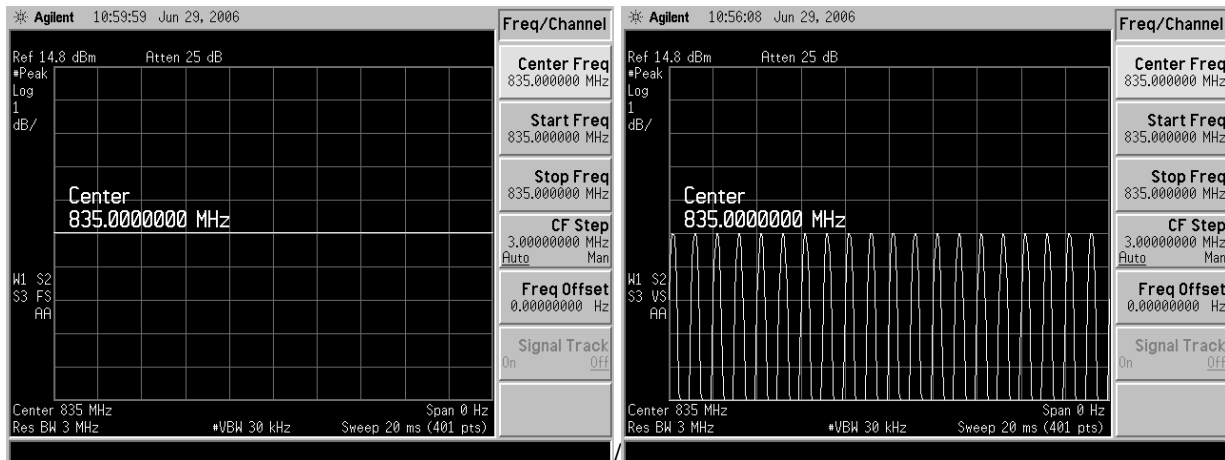 Agilent 10:59:59 Jun 29, 2006
Ref 14.8 dBm Atten 25 dB
#Peak
Log
1
dB/
Center
835.0000000 MHz
W1 S2
S3 FS
AA
Center 835 MHz Span 0 Hz
Res BW 3 MHz #VBW 30 kHz Sweep 20 ms (401 pts)
Freq/Channel
Center Freq
835.000000 MHz
Start Freq
835.000000 MHz
Stop Freq
835.000000 MHz
CF Step
3.00000000 MHz
Auto Man
Freq Offset
0.00000000 Hz
Signal Track
On Off
/
Agilent 10:56:08 Jun 29, 2006
Ref 14.8 dBm Atten 25 dB
#Peak
Log
1
dB/
Center
835.0000000 MHz
W1 S2
S3 VS
AA
Center 835 MHz Span 0 Hz
Res BW 3 MHz #VBW 30 kHz Sweep 20 ms (401 pts)
Freq/Channel
Center Freq
835.000000 MHz
Start Freq
835.000000 MHz
Stop Freq
835.000000 MHz
CF Step
3.00000000 MHz
Auto Man
Freq Offset
0.00000000 Hz
Signal Track
On Off